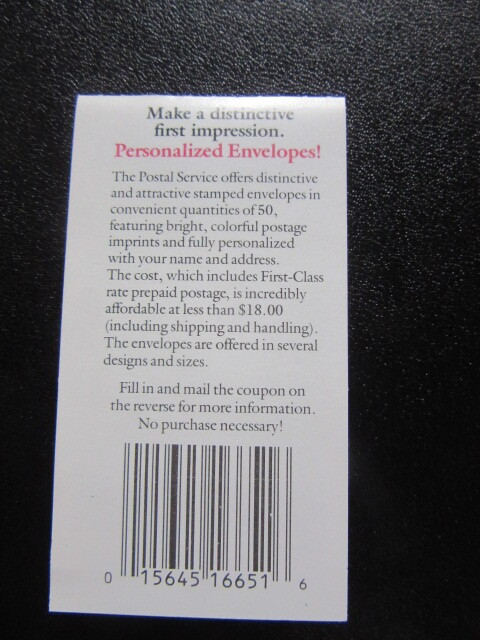 Make a distinctive
first impression.
Personalized Envelopes!
The Postal Service offers distinctive
and attractive stamped envelopes in
convenient quantities of 50,
featuring bright, colorful postage
imprints and fully personalized
with your name and address.
The cost, which includes First-Class
rate prepaid postage, is incredibly
affordable at less than $18.00
(including shipping and handling).
The envelopes are offered in several
designs and sizes.
Fill in and mail the coupon on
the reverse for more information.
No purchase necessary!
0 15645 16651 6